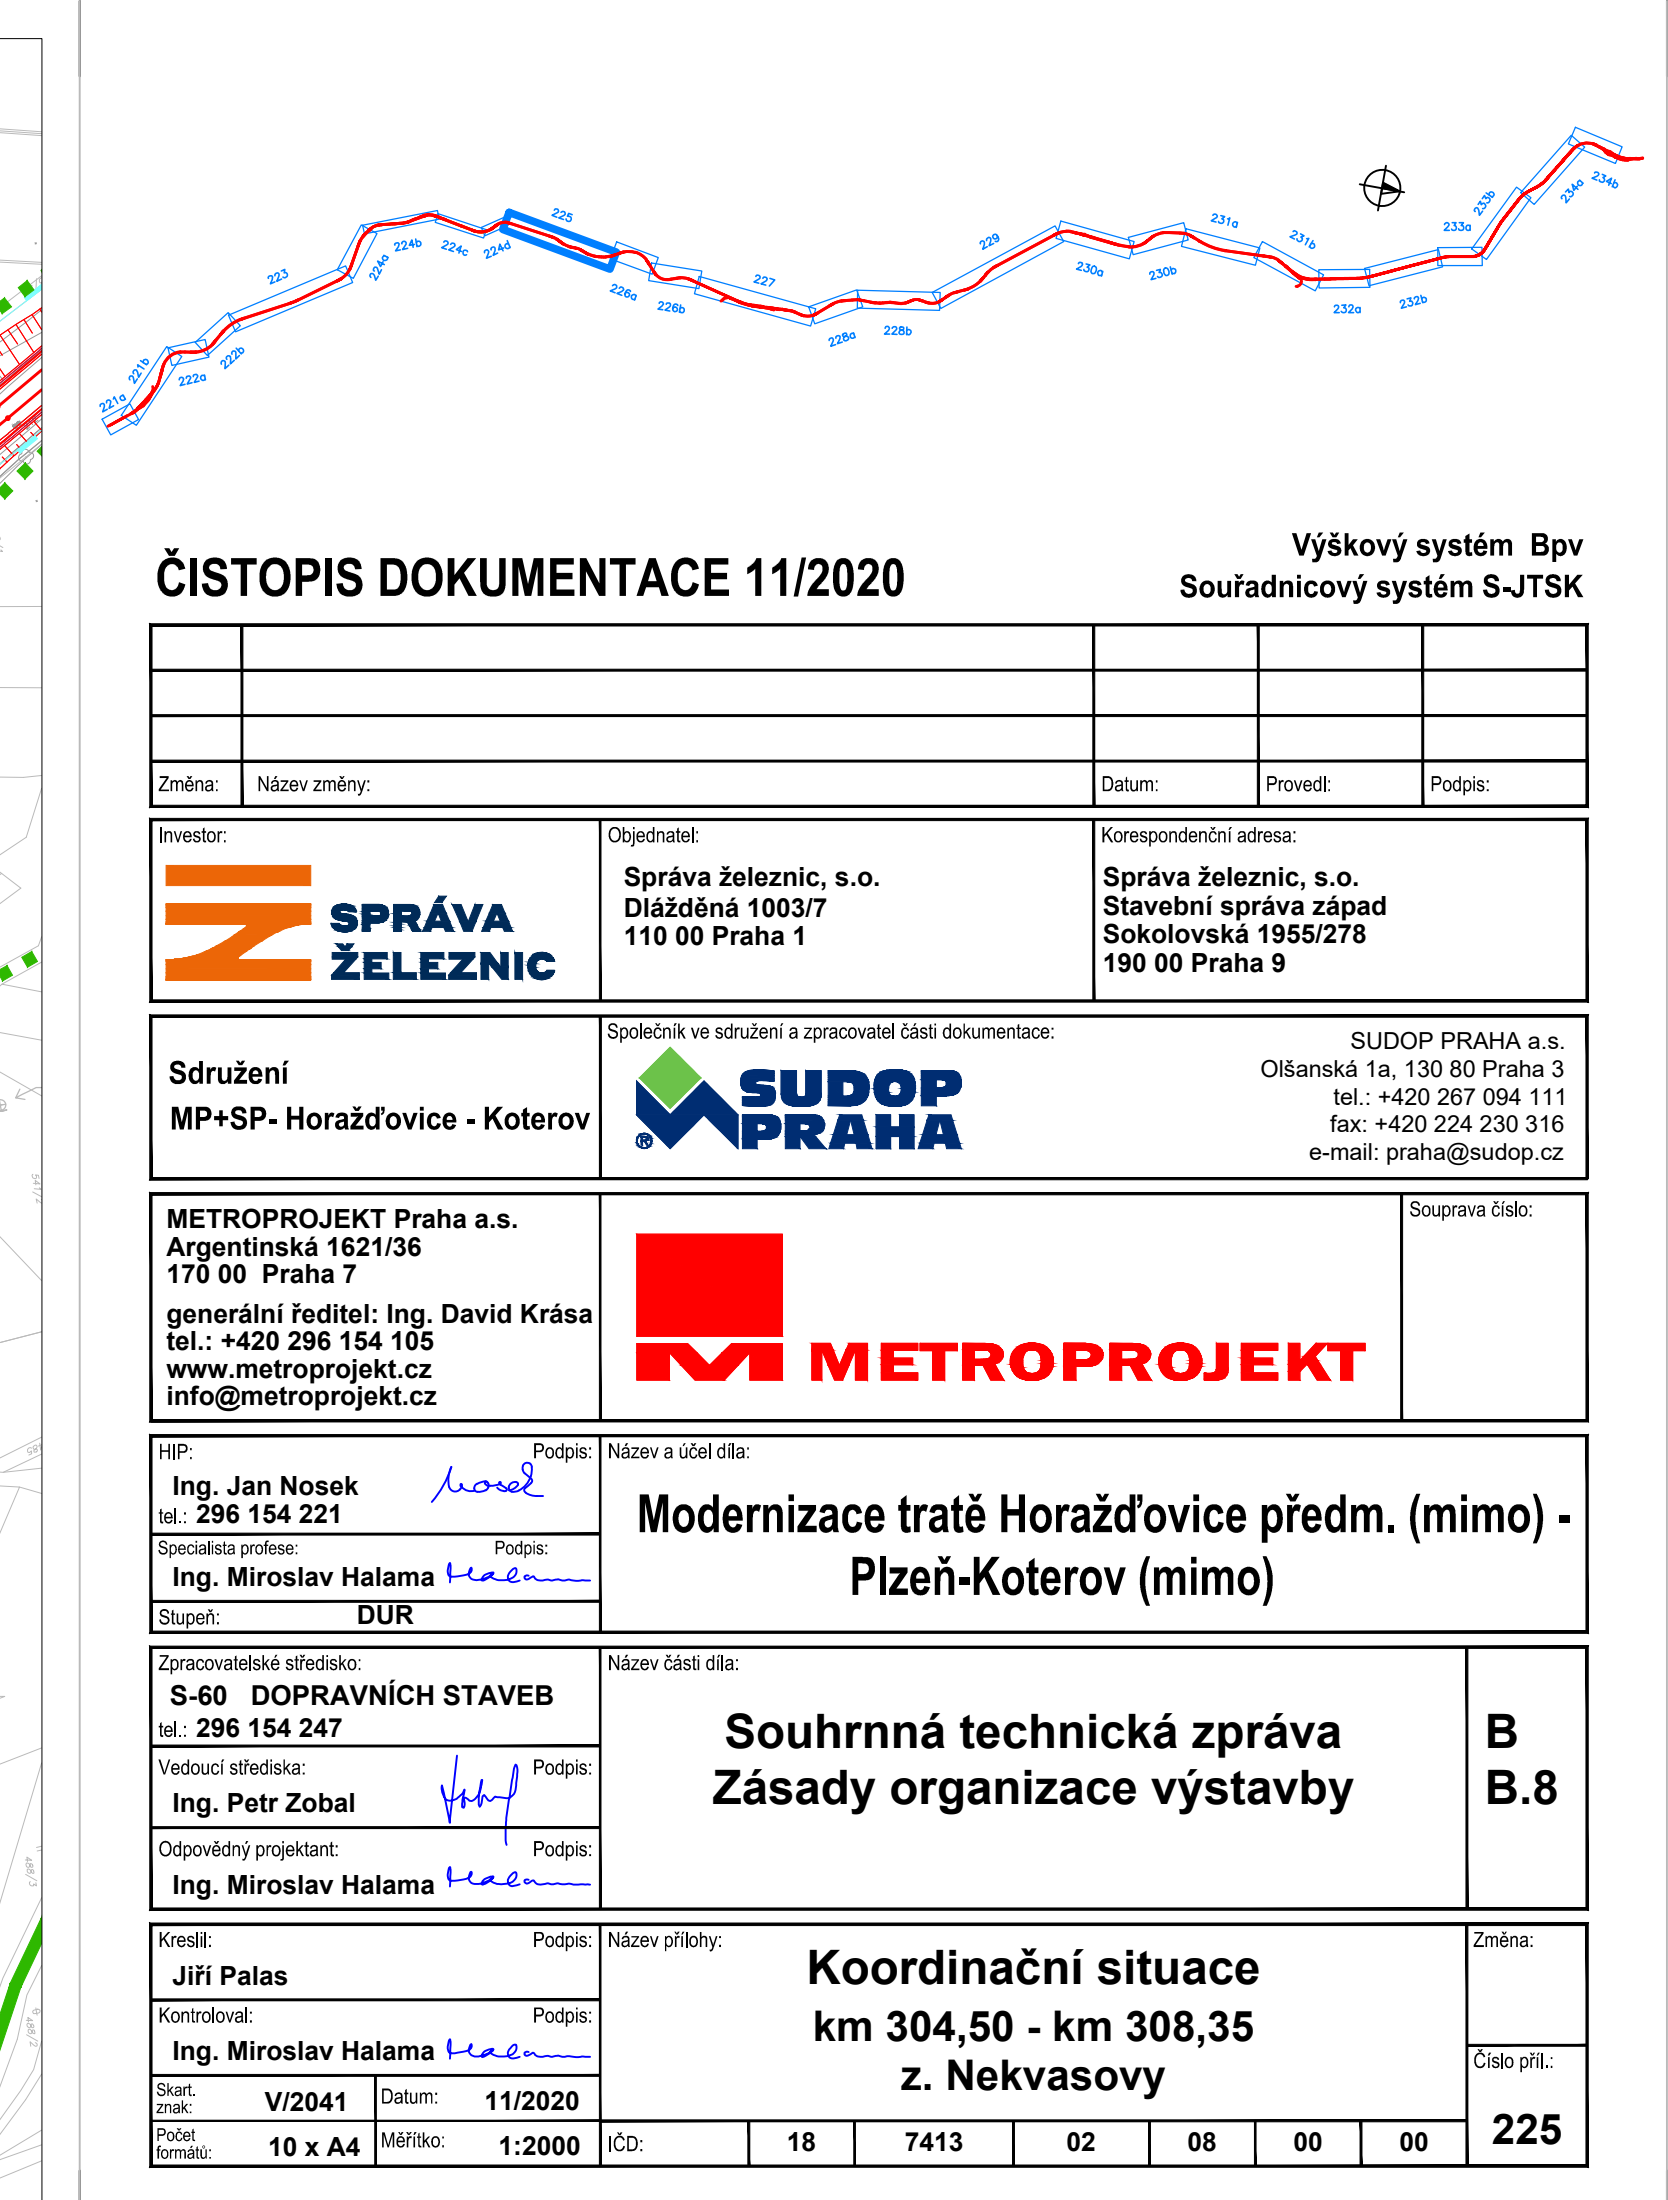 221a
221b
222a
222b
223
224a
224b
224c
224d
225
226a
226b
227
228a
228b
229
230a
230b
231a
231b
232a
232b
233a
233b
234a
234b
ČISTOPIS DOKUMENTACE 11/2020
Výškový systém Bpv
Souřadnicový systém S-JTSK
Změna: Název změny: Datum: Provedl: Podpis:
Investor:
SPRÁVA
ŽELEZNIC
Objednatel:
Správa železnic, s.o.
Dlážděná 1003/7
110 00 Praha 1
Korespondenční adresa:
Správa železnic, s.o.
Stavební správa západ
Sokolovská 1955/278
190 00 Praha 9
Sdružení
MP+SP- Horažďovice - Koterov
Společník ve sdružení a zpracovatel části dokumentace:
SUDOP
PRAHA
®
SUDOP PRAHA a.s.
Olšanská 1a, 130 80 Praha 3
tel.: +420 267 094 111
fax: +420 224 230 316
e-mail: praha@sudop.cz
METROPROJEKT Praha a.s.
Argentinská 1621/36
170 00 Praha 7
generální ředitel: Ing. David Krása
tel.: +420 296 154 105
www.metroprojekt.cz
info@metroprojekt.cz
METROPROJEKT
Souprava číslo:
HIP: Podpis:
Ing. Jan Nosek Nosek
tel.: 296 154 221
Specialista profese: Podpis:
Ing. Miroslav Halama Halama
Stupeň: DUR
Název a účel díla:
Modernizace tratě Horažďovice předm. (mimo) -
Plzeň-Koterov (mimo)
Zpracovatelské středisko:
S-60 DOPRAVNÍCH STAVEB
tel.: 296 154 247
Vedoucí střediska: Podpis:
Ing. Petr Zobal
Odpovědný projektant: Podpis:
Ing. Miroslav Halama Halama
Název části díla:
Souhrnná technická zpráva
Zásady organizace výstavby
B
B.8
Kreslil: Podpis:
Jiří Palas
Kontroloval: Podpis:
Ing. Miroslav Halama Halama
Skart.
znak: V/2041
Datum: 11/2020
Počet
formátů: 10 x A4
Měřítko: 1:2000
Název přílohy:
Koordinační situace
km 304,50 - km 308,35
z. Nekvasovy
IČD: 18 7413 02 08 00 00
Změna:
Číslo příl.:
225
541/2
485
488/3
488/2